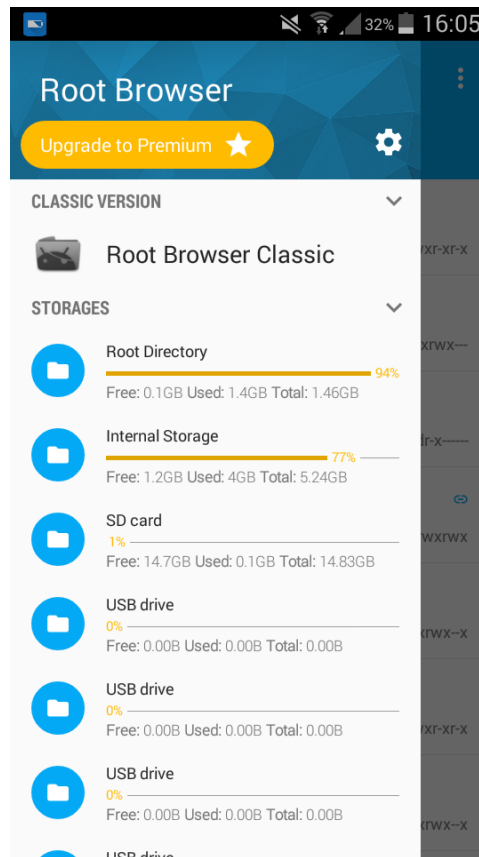 32% 16:05
Root Browser
Upgrade to Premium
CLASSIC VERSION
Root Browser Classic
STORAGES
Root Directory
94%
Free: 0.1GB Used: 1.4GB Total: 1.46GB
Internal Storage
77%
Free: 1.2GB Used: 4GB Total: 5.24GB
SD card
1%
Free: 14.7GB Used: 0.1GB Total: 14.83GB
USB drive
0%
Free: 0.00B Used: 0.00B Total: 0.00B
USB drive
0%
Free: 0.00B Used: 0.00B Total: 0.00B
USB drive
0%
Free: 0.00B Used: 0.00B Total: 0.00B
USB drive